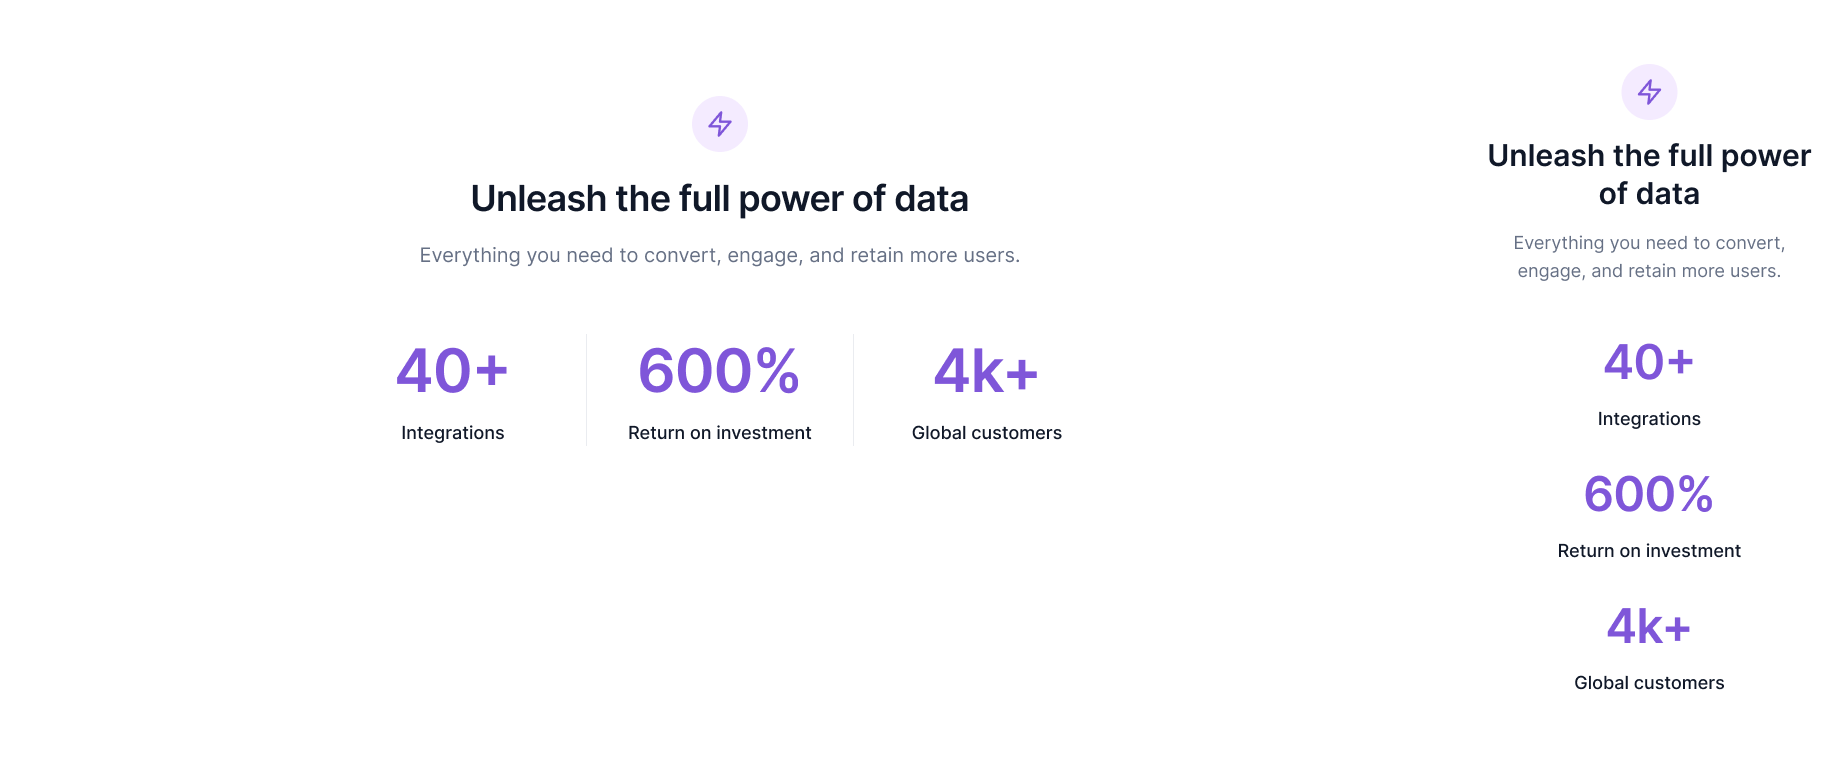 Unleash the full power of data
Everything you need to convert, engage, and retain more users.
40+
Integrations
600%
Return on investment
4k+
Global customers
Unleash the full power
of data
Everything you need to convert,
engage, and retain more users.
40+
Integrations
600%
Return on investment
4k+
Global customers